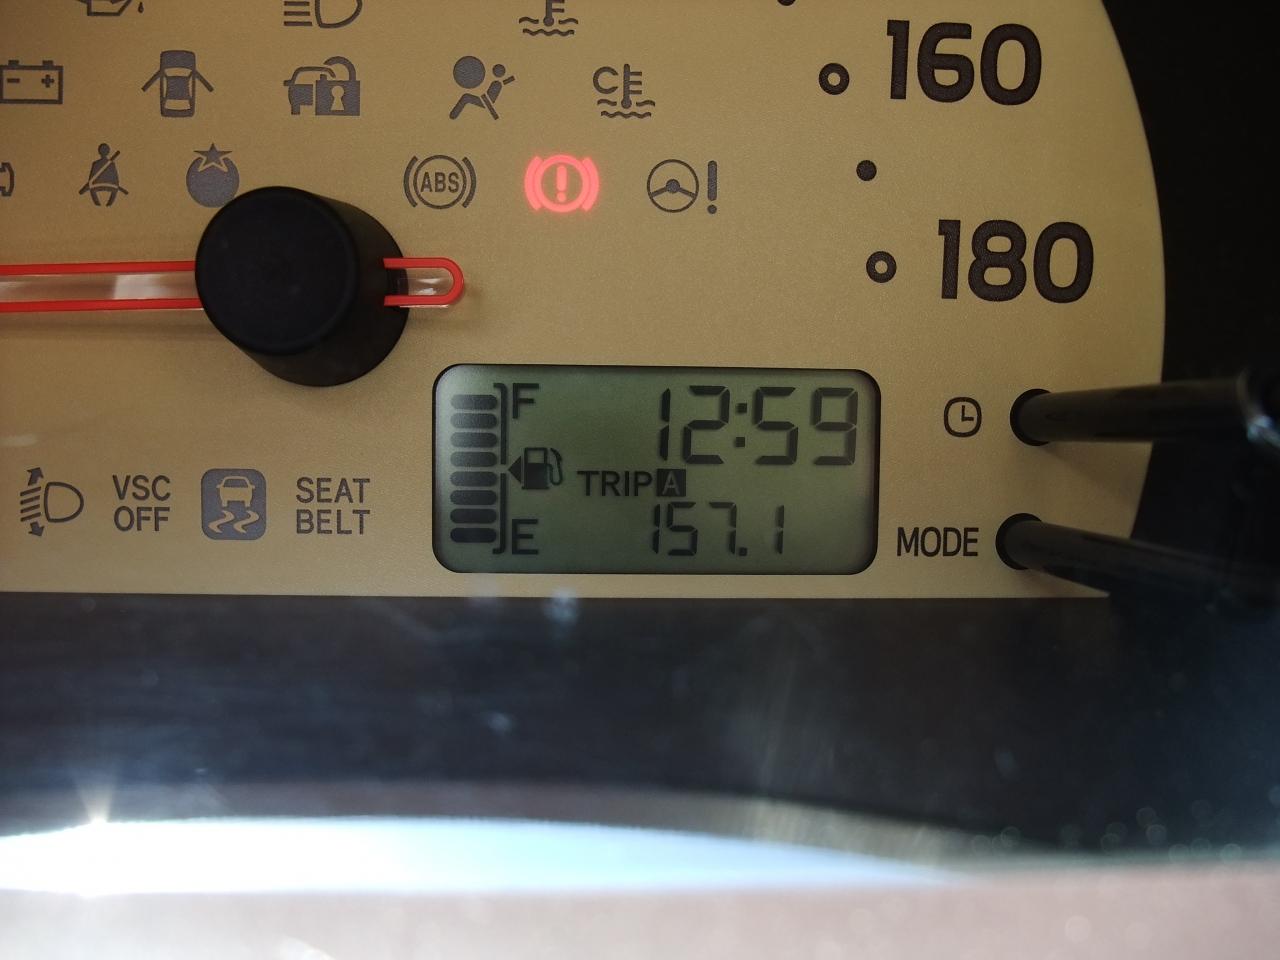 160
ABS
!
!
180
F
12:59
TRIP A
157.1
E
VSC
OFF
SEAT
BELT
MODE